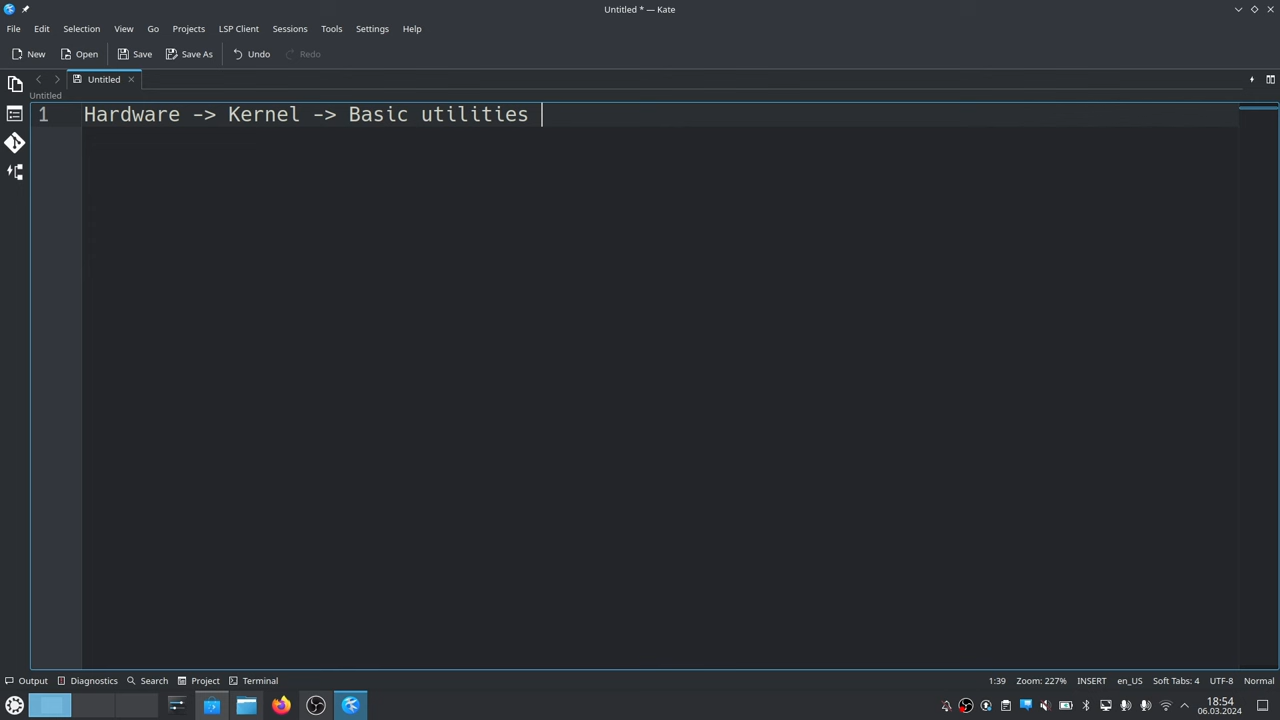 Untitled * — Kate
File Edit Selection View Go Projects LSP Client Sessions Tools Settings Help
New Open Save Save As Undo Redo
Untitled
Untitled
1 Hardware -> Kernel -> Basic utilities
Output Diagnostics Search Project Terminal 1:39 Zoom: 227% INSERT en_US Soft Tabs: 4 UTF-8 Normal
18:54
06.03.2024